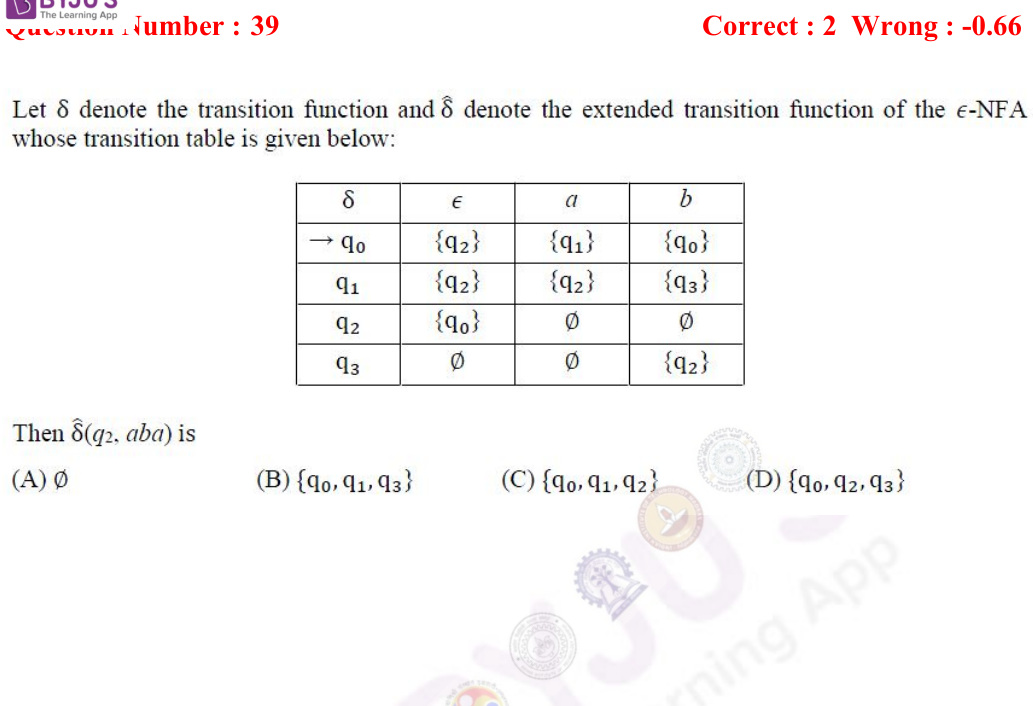 The Learning App
Question Number : 39 Correct : 2 Wrong : -0.66
Let δ denote the transition function and δ̂ denote the extended transition function of the ϵ-NFA
whose transition table is given below:
δ ϵ a b
→ q₀ {q₂} {q₁} {q₀}
q₁ {q₂} {q₂} {q₃}
q₂ {q₀} ∅ ∅
q₃ ∅ ∅ {q₂}
Then δ̂(q₂, aba) is
(A) ∅ (B) {q₀, q₁, q₃} (C) {q₀, q₁, q₂} (D) {q₀, q₂, q₃}